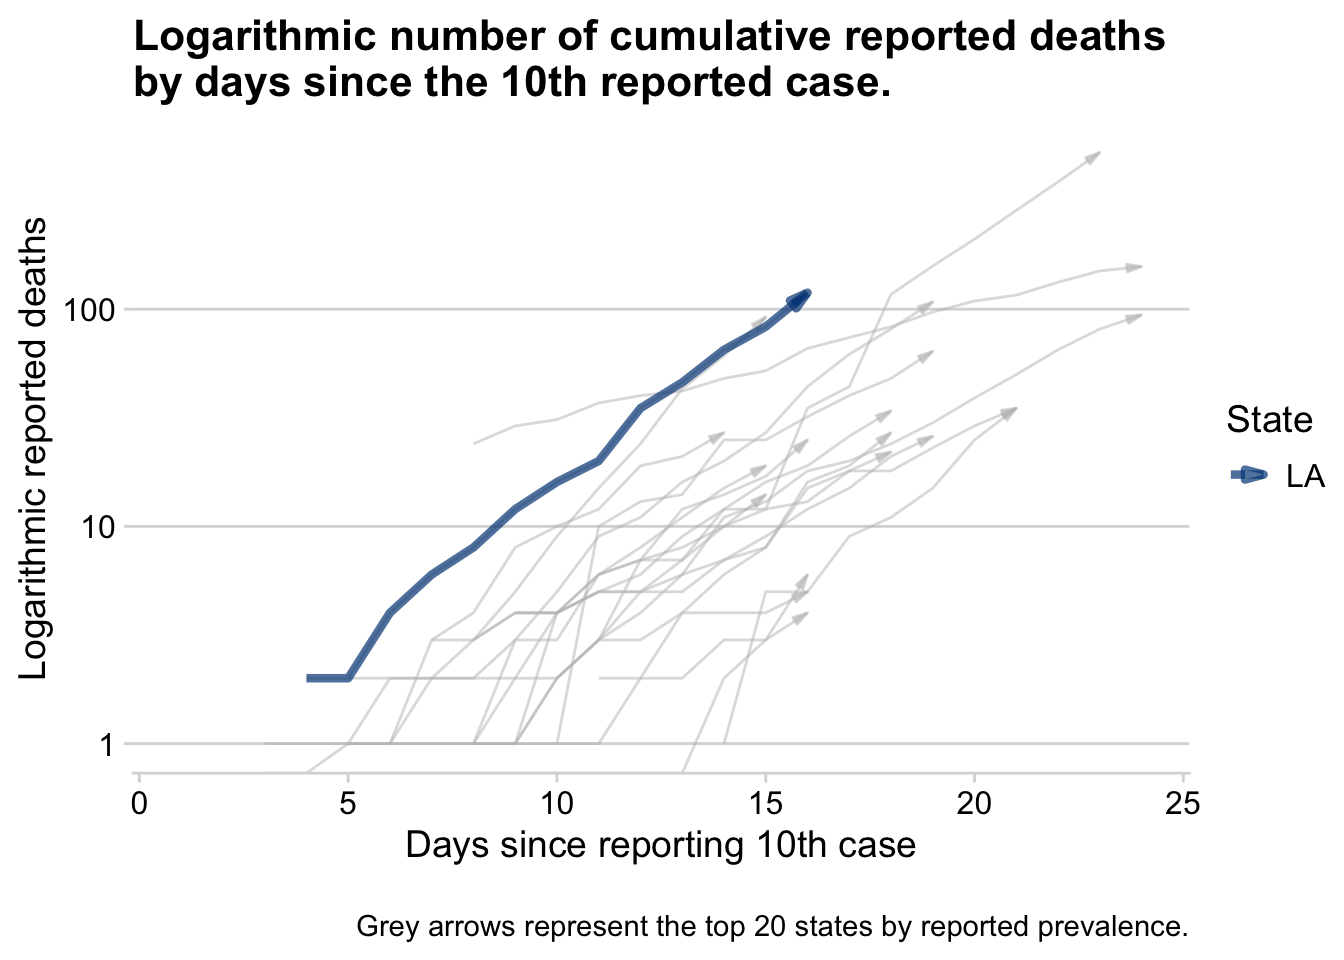 Logarithmic number of cumulative reported deaths
by days since the 10th reported case.
Logarithmic reported deaths
100
10
1
0 5 10 15 20 25
Days since reporting 10th case
State
LA
Grey arrows represent the top 20 states by reported prevalence.